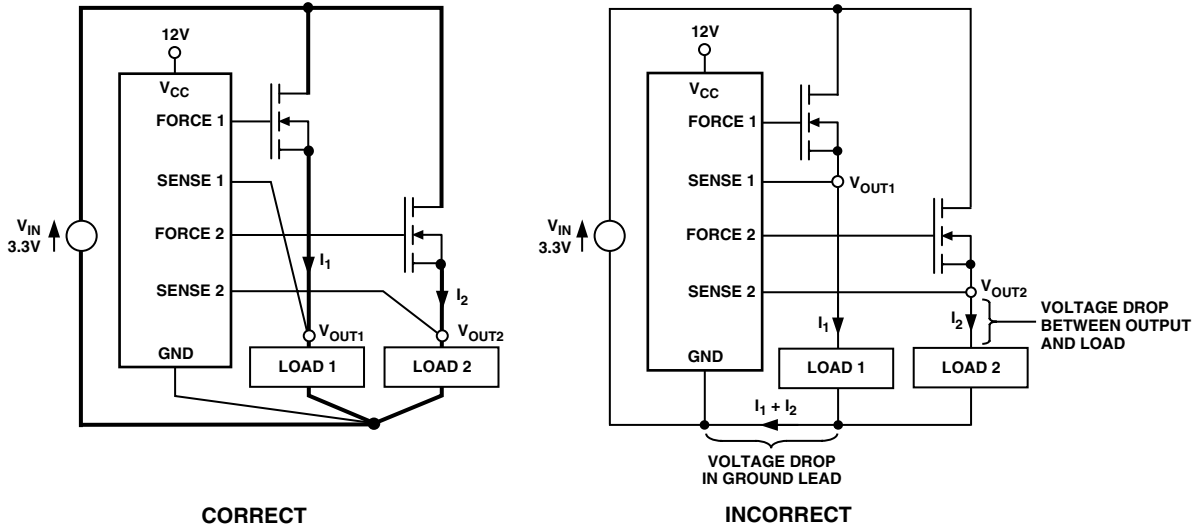 12V
VCC
FORCE 1
SENSE 1
VIN
3.3V
FORCE 2
I1
SENSE 2
I2
VOUT1
VOUT2
GND
LOAD 1
LOAD 2
CORRECT
12V
VCC
FORCE 1
SENSE 1
VOUT1
VIN
3.3V
FORCE 2
SENSE 2
VOUT2
I1
I2
VOLTAGE DROP
BETWEEN OUTPUT
AND LOAD
GND
LOAD 1
LOAD 2
I1 + I2
VOLTAGE DROP
IN GROUND LEAD
INCORRECT